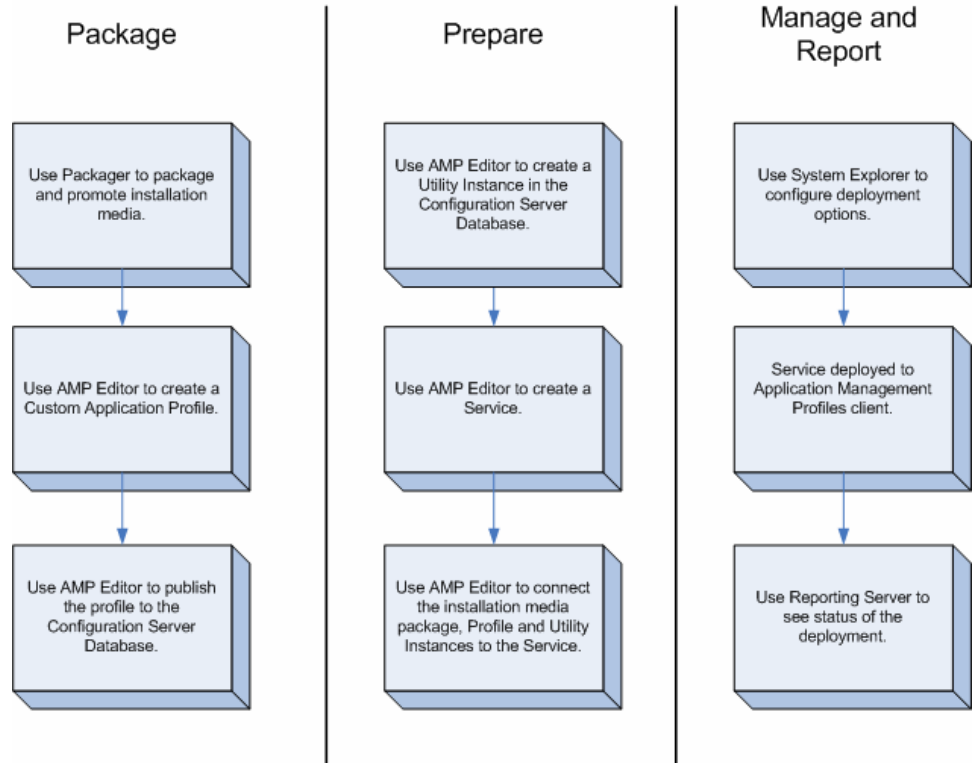 Package
Use Packager to package
and promote installation
media.
Use AMP Editor to create a
Custom Application Profile.
Use AMP Editor to publish
the profile to the
Configuration Server
Database.
Prepare
Use AMP Editor to create a
Utility Instance in the
Configuration Server
Database.
Use AMP Editor to create a
Service.
Use AMP Editor to connect
the installation media
package, Profile and Utility
Instances to the Service.
Manage and
Report
Use System Explorer to
configure deployment
options.
Service deployed to
Application Management
Profiles client.
Use Reporting Server to
see status of the
deployment.